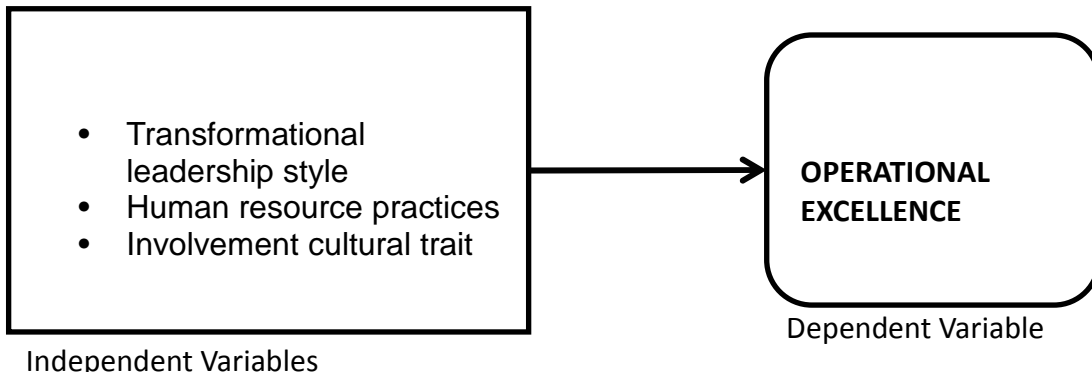 • Transformational
leadership style
• Human resource practices
• Involvement cultural trait
OPERATIONAL
EXCELLENCE
Dependent Variable
Independent Variables